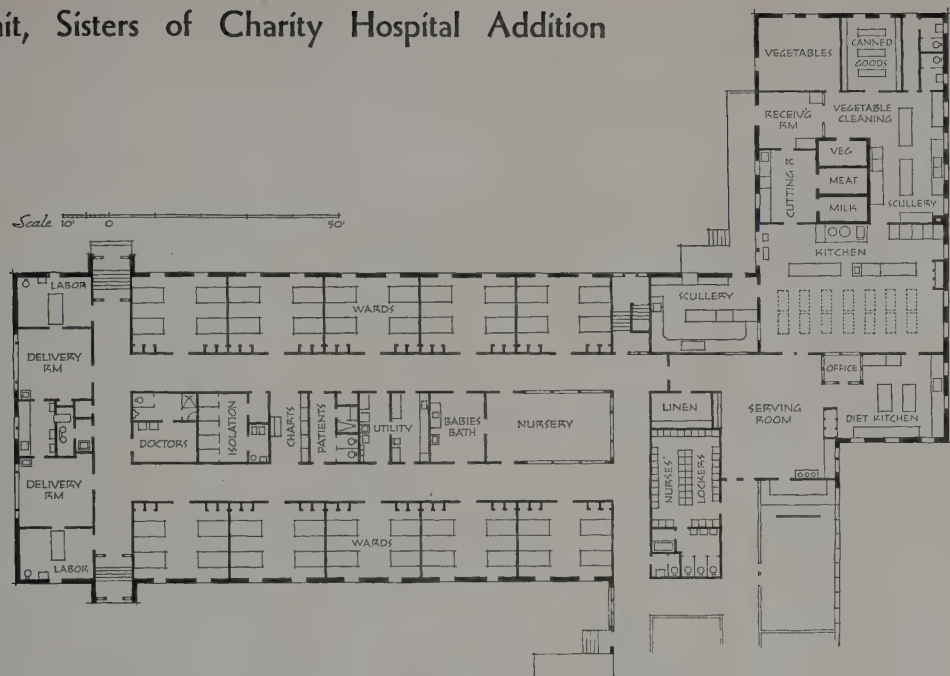 it, Sisters of Charity Hospital Addition
VEGETABLES
CANNED
GOODS
RECEIV'G
RM
VEGETABLE
CLEANING
VEG
CUTTING R
MEAT
MILK
SCULLERY
Scale 10' 0 50'
KITCHEN
LABOR
WARDS
SCULLERY
DELIVERY
RM
OFFICE
DOCTORS
ISOLATION
CHARTS
PATIENTS
UTILITY
BABIES
BATH
NURSERY
LINEN
SERVING
ROOM
DIET KITCHEN
DELIVERY
RM
NURSES'
LOCKERS
WARDS
LABOR